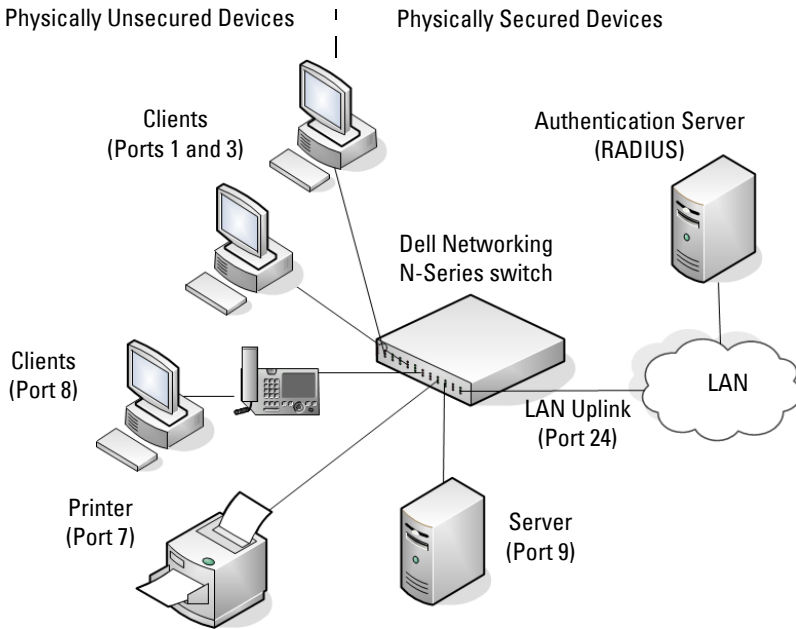 Physically Unsecured Devices
Physically Secured Devices
Clients
(Ports 1 and 3)
Authentication Server
(RADIUS)
Dell Networking
N-Series switch
Clients
(Port 8)
LAN
LAN Uplink
(Port 24)
Printer
(Port 7)
Server
(Port 9)